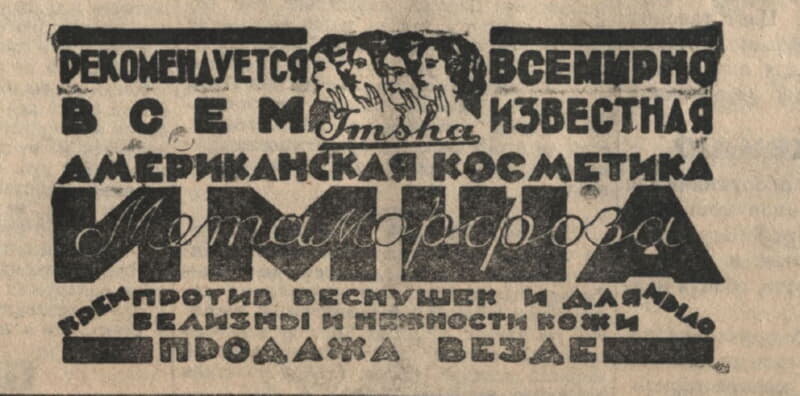 РЕКОМЕНДУЕТСЯ ВСЕМИРНО
ВСЕМ Imsha ИЗВЕСТНАЯ
АМЕРИКАНСКАЯ КОСМЕТИКА
ИМША
Метаморфоза
КРЕМ ПРОТИВ ВЕСНУШЕК И ДЛЯ МЫЛО
БЕЛИЗНЫ И НЕЖНОСТИ КОЖИ
ПРОДАЖА ВЕЗДЕ